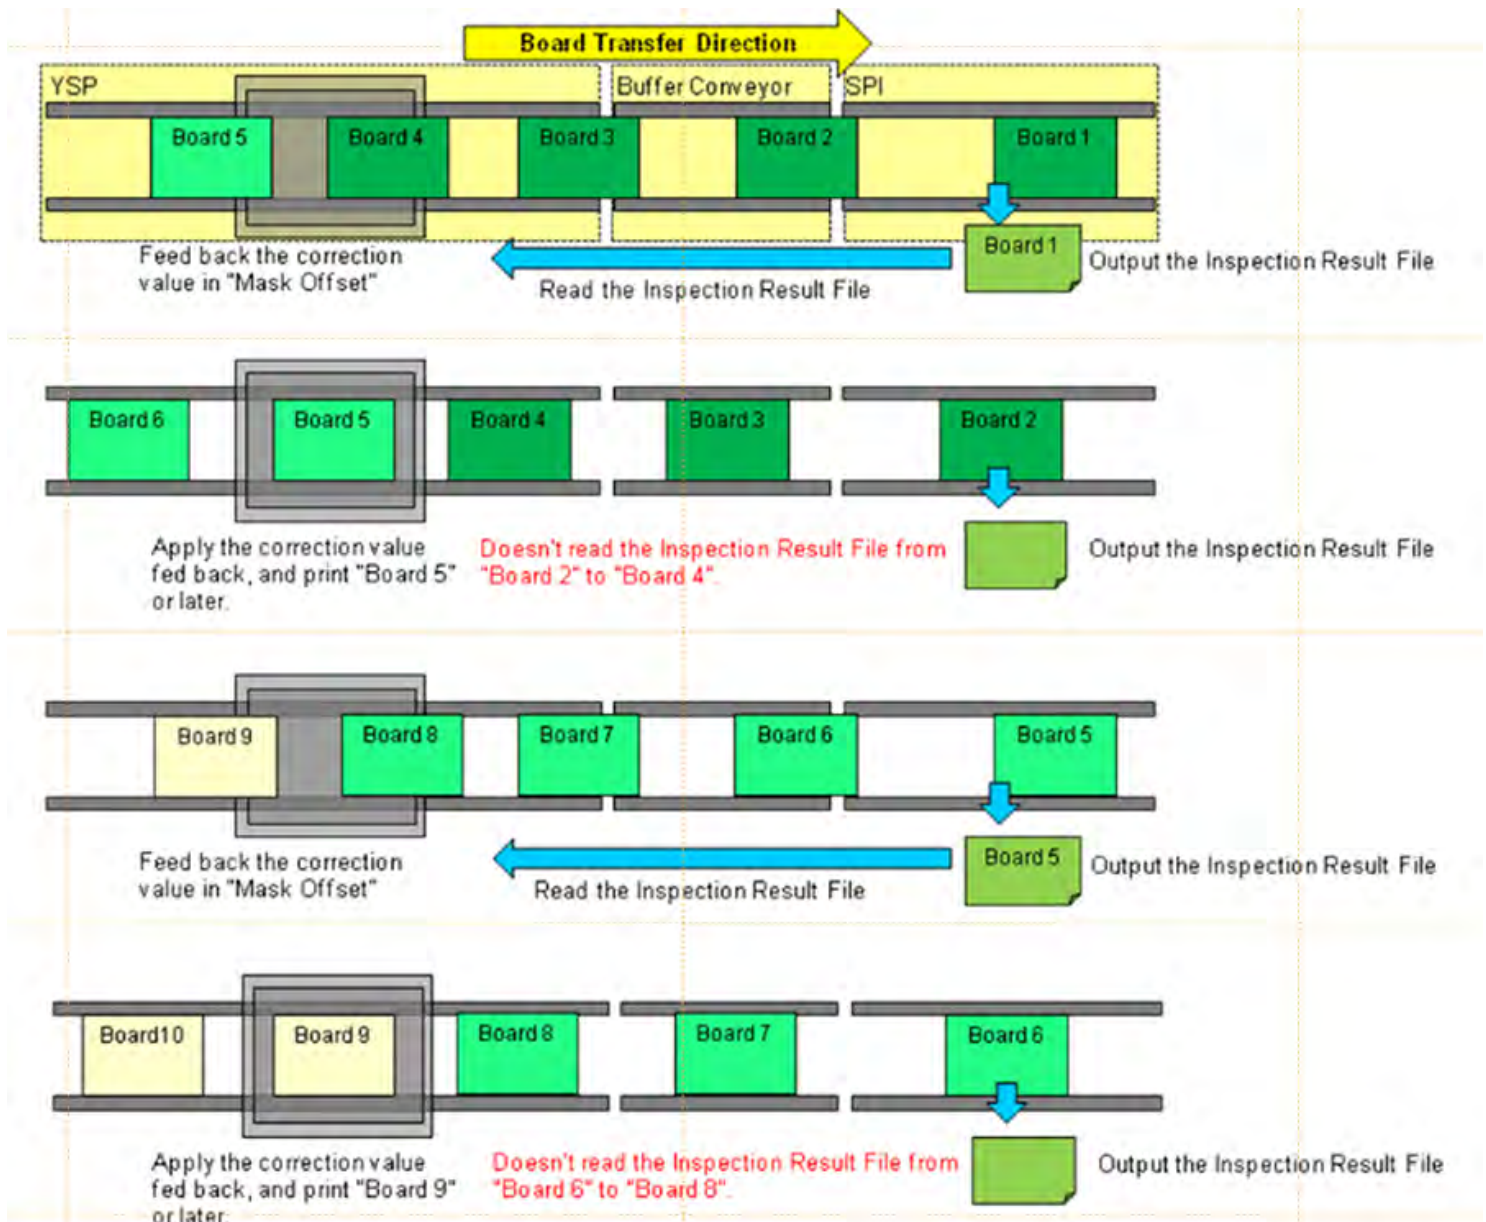 Board Transfer Direction
YSP
Buffer Conveyor
SPI
Board 5
Board 4
Board 3
Board 2
Board 1
Feed back the correction
value in "Mask Offset"
Read the Inspection Result File
Board 1
Output the Inspection Result File
Board 6
Board 5
Board 4
Board 3
Board 2
Apply the correction value
fed back, and print "Board 5"
or later.
Doesn't read the Inspection Result File from
"Board 2" to "Board 4".
Output the Inspection Result File
Board 9
Board 8
Board 7
Board 6
Board 5
Feed back the correction
value in "Mask Offset"
Read the Inspection Result File
Board 5
Output the Inspection Result File
Board10
Board 9
Board 8
Board 7
Board 6
Apply the correction value
fed back, and print "Board 9"
or later.
Doesn't read the Inspection Result File from
"Board 6" to "Board 8".
Output the Inspection Result File